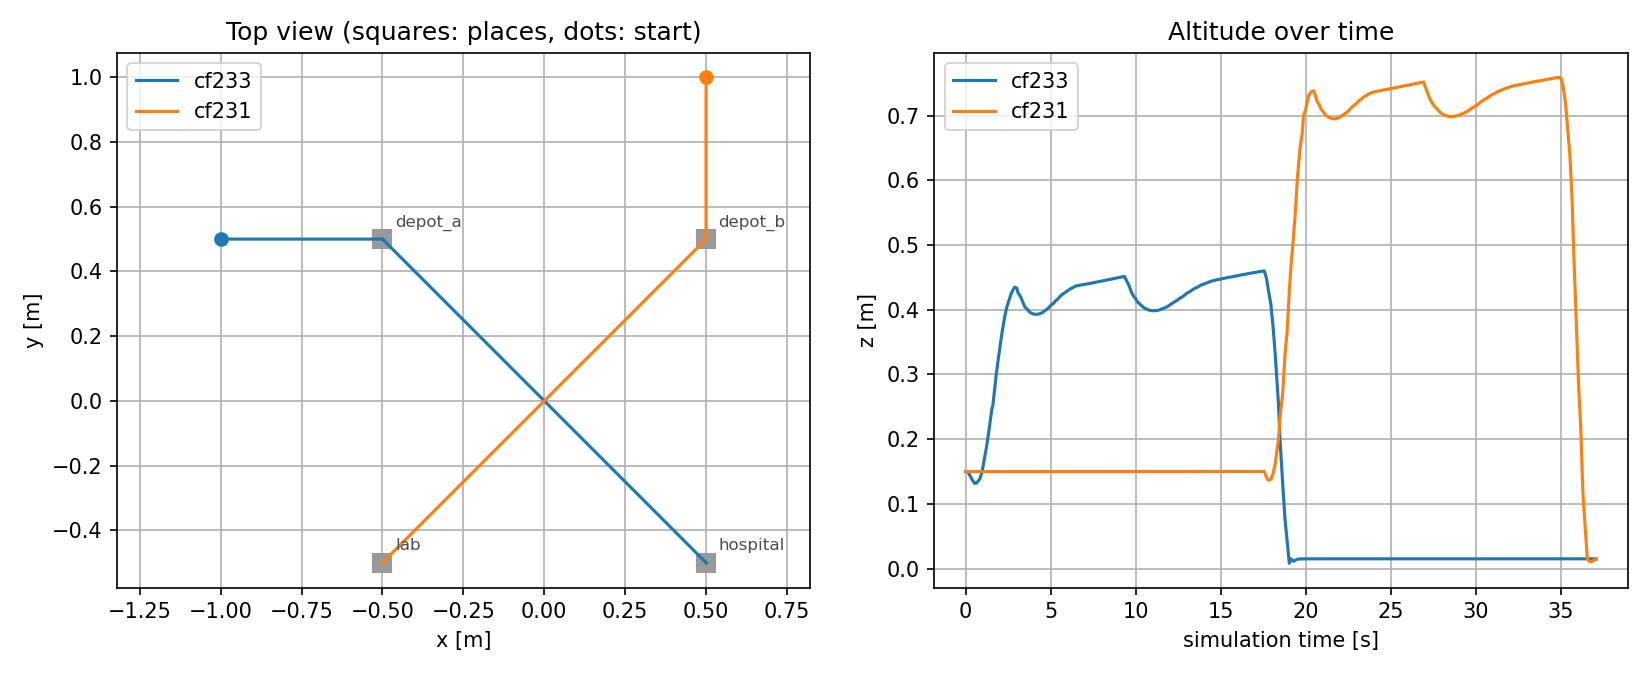 Top view (squares: places, dots: start)
cf233
cf231
depot_a
depot_b
lab
hospital
1.0
0.8
0.6
0.4
0.2
0.0
−0.2
−0.4
y [m]
−1.25 −1.00 −0.75 −0.50 −0.25 0.00 0.25 0.50 0.75
x [m]
Altitude over time
cf233
cf231
0.7
0.6
0.5
0.4
0.3
0.2
0.1
0.0
z [m]
0 5 10 15 20 25 30 35
simulation time [s]